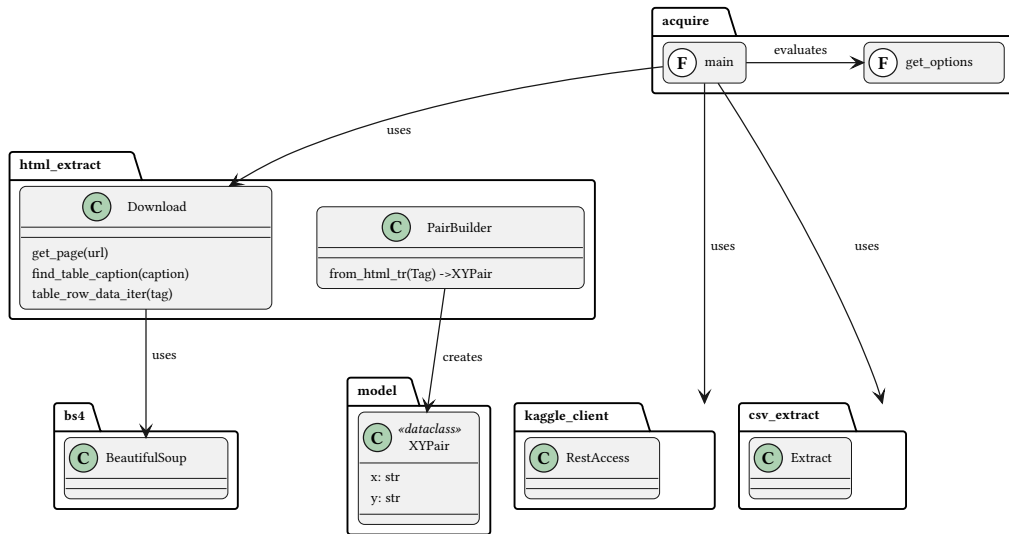 acquire
F main
evaluates
F get_options
uses
html_extract
C Download
get_page(url)
find_table_caption(caption)
table_row_data_iter(tag)
C PairBuilder
from_html_tr(Tag) ->XYPair
uses
uses
uses
creates
bs4
C BeautifulSoup
model
C «dataclass»
XYPair
x: str
y: str
kaggle_client
C RestAccess
csv_extract
C Extract